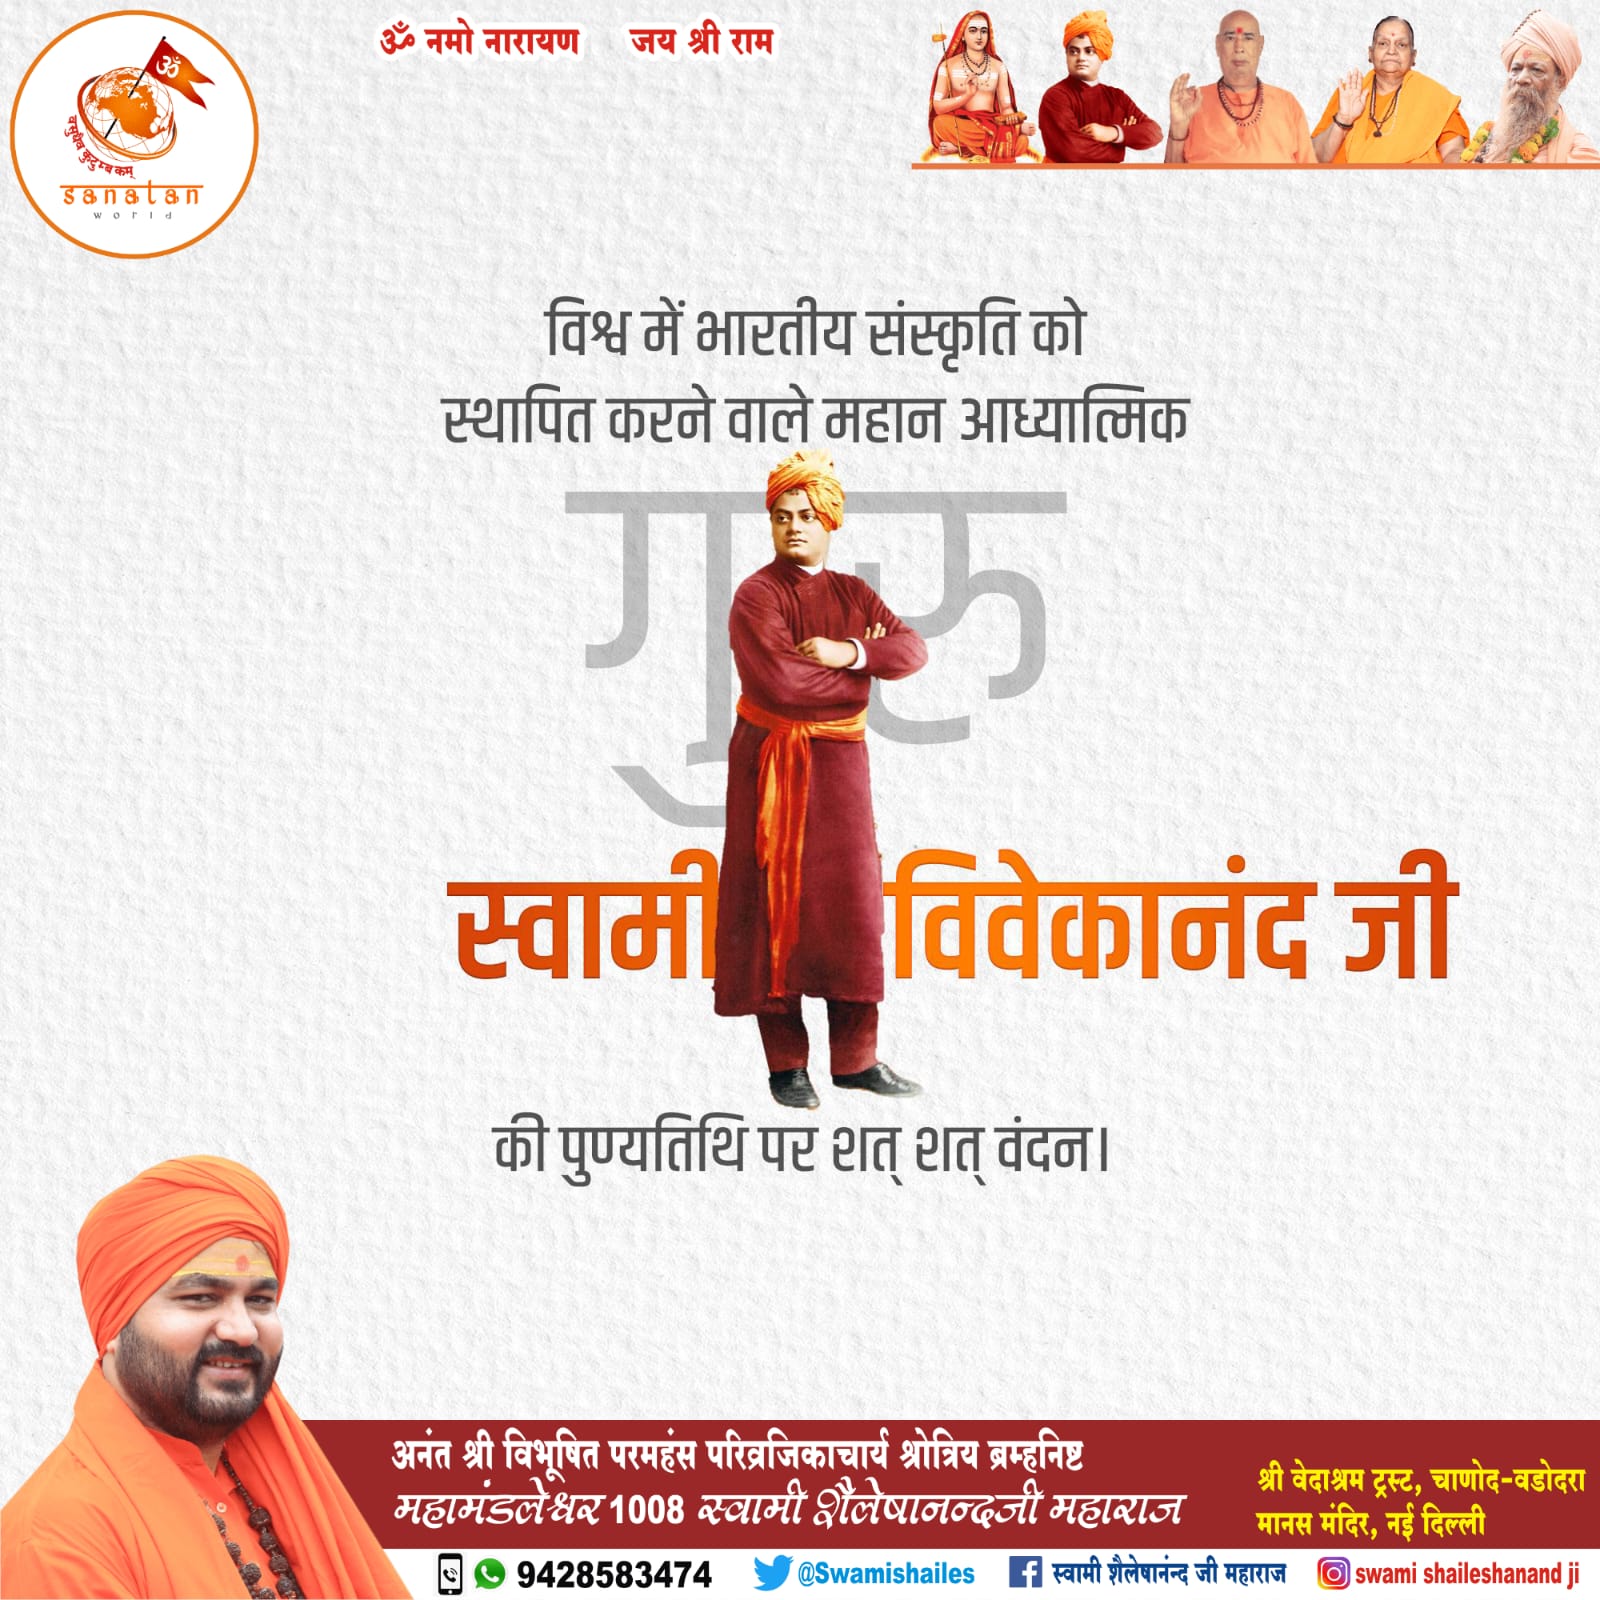 ॐ नमो नारायण जय श्री राम
वसुधैव कुटुम्बकम्
sanatan
world
विश्व में भारतीय संस्कृति को
स्थापित करने वाले महान आध्यात्मिक
गुरु
स्वामी विवेकानंद जी
की पुण्यतिथि पर शत् शत् वंदन।
अनंत श्री विभूषित परमहंस परिव्रजिकाचार्य श्रोत्रिय ब्रम्हनिष्ट
महामंडलेश्वर 1008 स्वामी शैलेषानन्दजी महाराज
श्री वेदाश्रम ट्रस्ट, चाणोद-वडोदरा
मानस मंदिर, नई दिल्ली
9428583474 @Swamishailes स्वामी शैलेषानंन्द जी महाराज swami shaileshanand ji